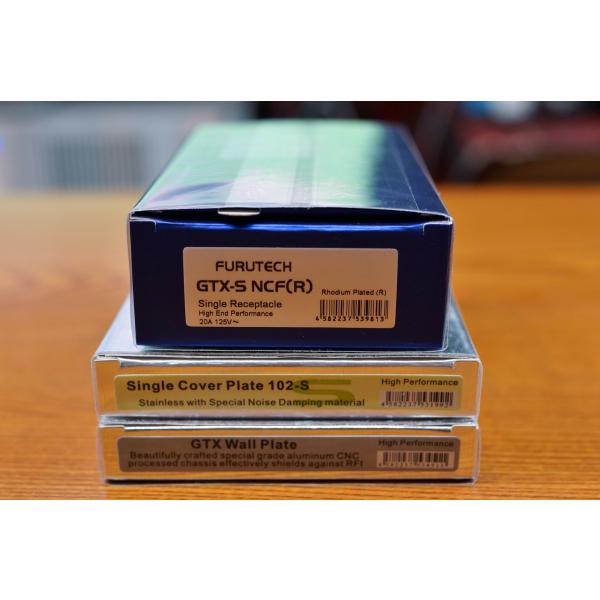 FURUTECH
GTX-S NCF(R)
Rhodium Plated (R)
Single Receptacle
High End Performance
20A 125V~
4 582237 539813
Single Cover Plate 102-S
High Performance
Stainless with Special Noise Damping material
GTX Wall Plate
High Performance
Beautifully crafted special grade aluminum CNC
processed chassis effectively shields against RFI